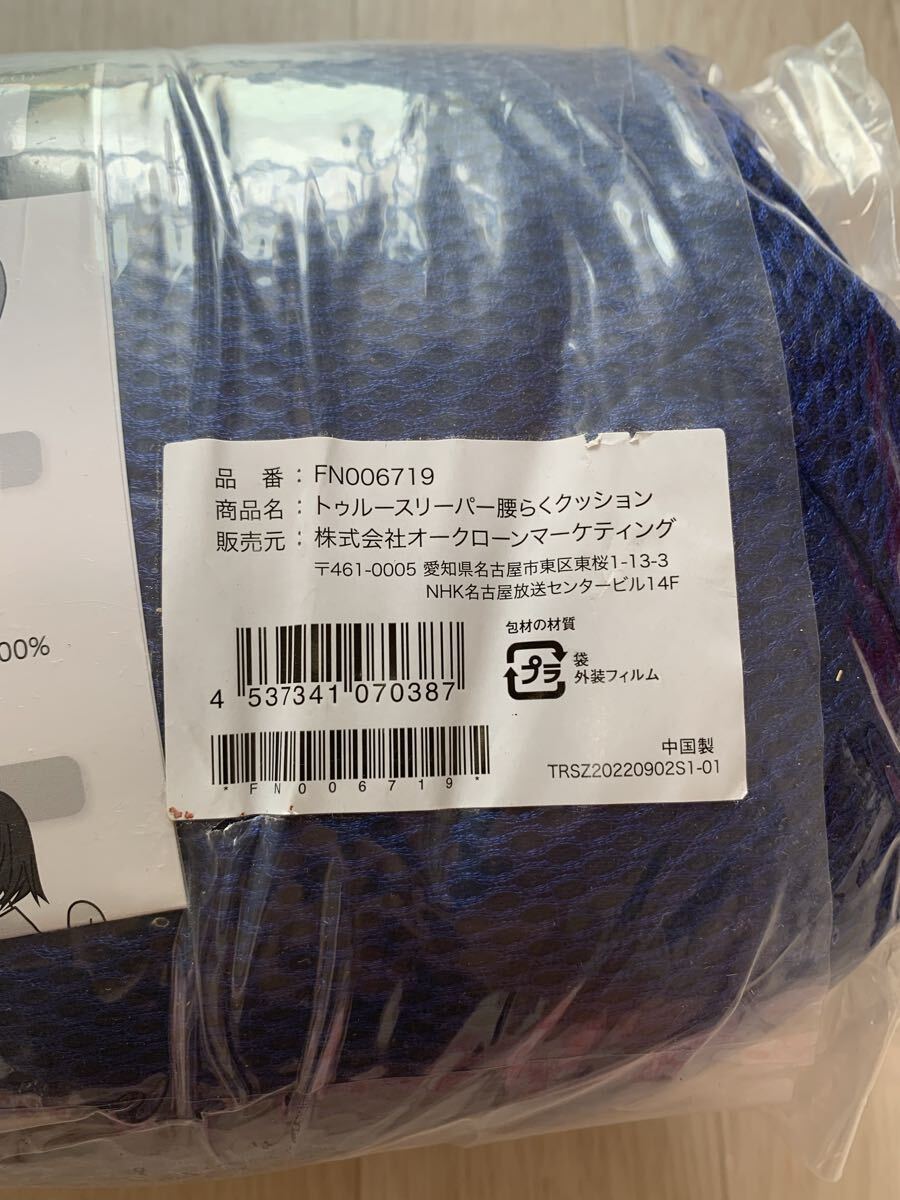 品 番：FN006719
商品名：トゥルースリーパー腰らくクッション
販売元：株式会社オークローンマーケティング
〒461-0005 愛知県名古屋市東区東桜1-13-3
NHK名古屋放送センタービル14F
包材の材質
プラ
袋
外装フィルム
4 537341 070387
*FN006719*
中国製
TRSZ20220902S1-01
00%